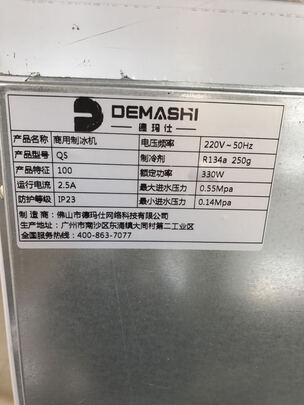 DEMASHI
德玛仕
产品名称 商用制冰机 电压频率 220V~50Hz
产品型号 QS 制冷剂 R134a 250g
产品特征 100 额定功率 330W
运行电流 2.5A 最大进水压力 0.55Mpa
防护等级 IP23 最小进水压力 0.14Mpa
制 造 商：佛山市德玛仕网络科技有限公司
生产地址：广州市南沙区东涌镇大同村第二工业区
全国服务热线：400-863-7077